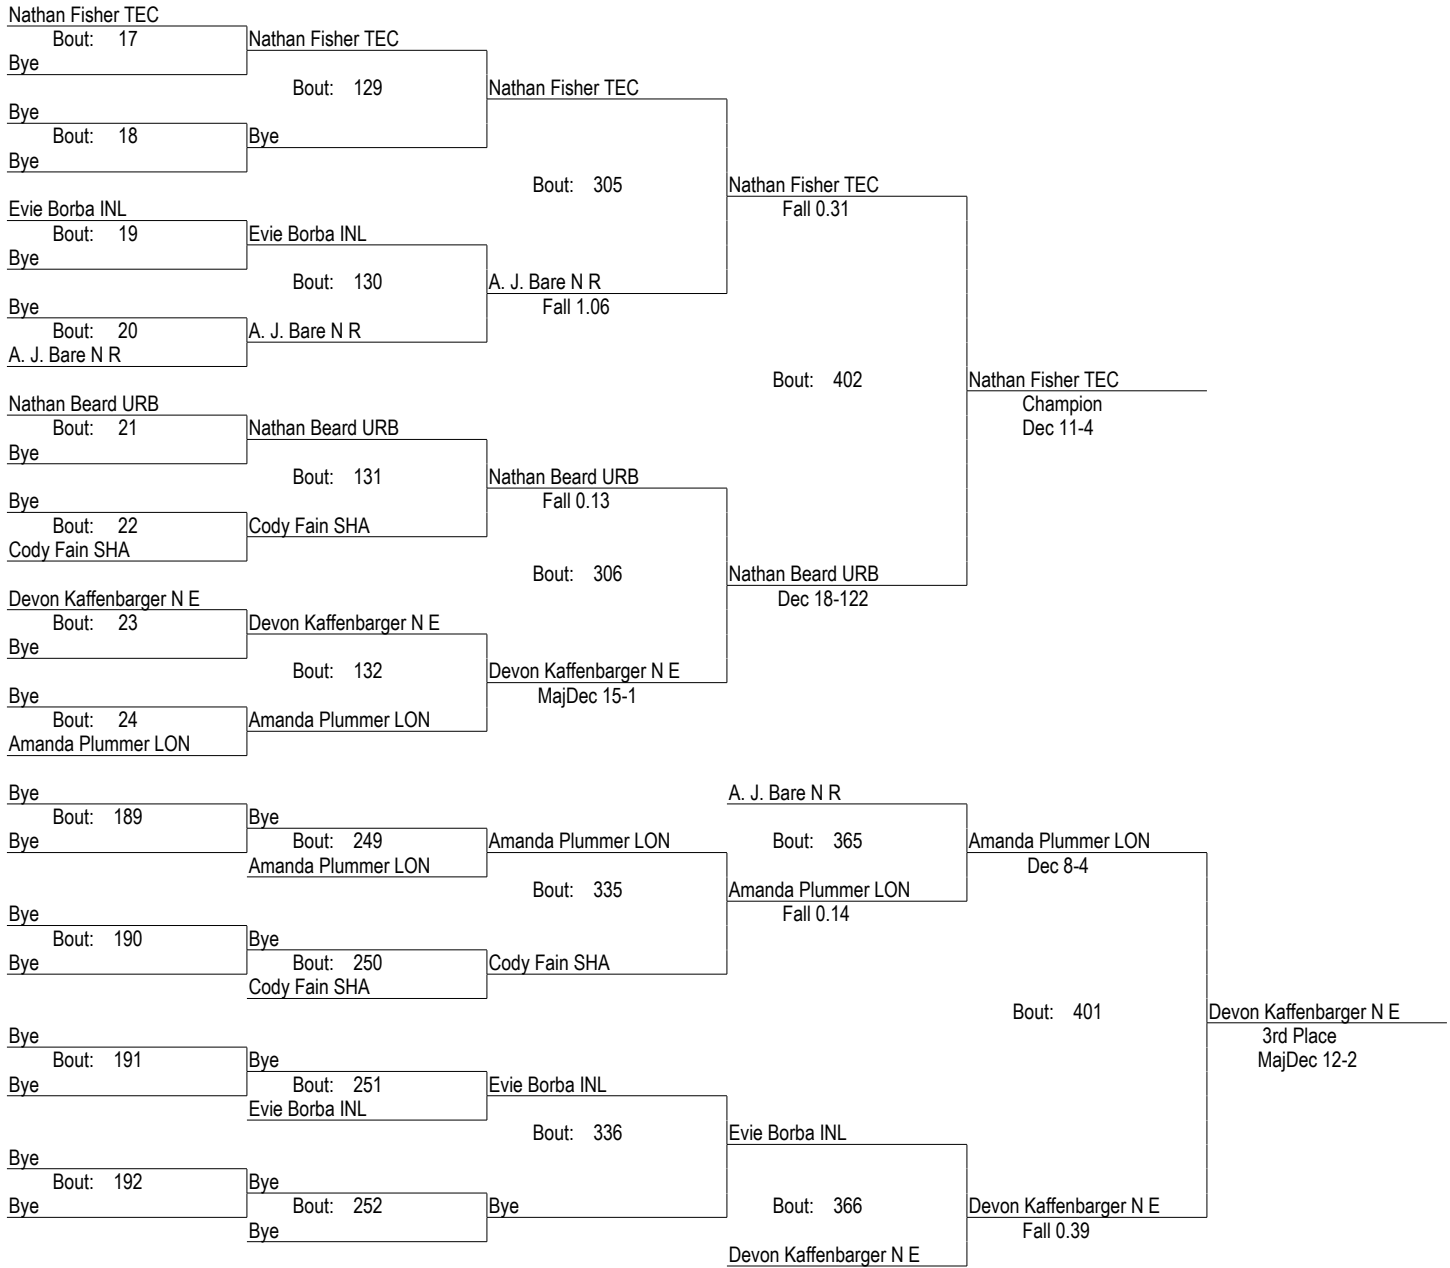 Nathan Fisher TEC
Bout: 17
Nathan Fisher TEC
Bye
Bout: 129
Nathan Fisher TEC
Bye
Bout: 18
Bye
Bye
Bout: 305
Nathan Fisher TEC
Fall 0.31
Evie Borba INL
Bout: 19
Evie Borba INL
Bye
Bout: 130
A. J. Bare N R
Fall 1.06
Bye
Bout: 20
A. J. Bare N R
A. J. Bare N R
Bout: 402
Nathan Fisher TEC
Champion
Dec 11-4
Nathan Beard URB
Bout: 21
Nathan Beard URB
Bye
Bout: 131
Nathan Beard URB
Fall 0.13
Bye
Bout: 22
Cody Fain SHA
Cody Fain SHA
Bout: 306
Nathan Beard URB
Dec 18-122
Devon Kaffenbarger N E
Bout: 23
Devon Kaffenbarger N E
Bye
Bout: 132
Devon Kaffenbarger N E
MajDec 15-1
Bye
Bout: 24
Amanda Plummer LON
Amanda Plummer LON
Bye
Bout: 189
Bye
Bye
Bout: 249
Amanda Plummer LON
Amanda Plummer LON
A. J. Bare N R
Bout: 365
Amanda Plummer LON
Dec 8-4
Bout: 335
Amanda Plummer LON
Fall 0.14
Bye
Bout: 190
Bye
Bye
Bout: 250
Cody Fain SHA
Cody Fain SHA
Bout: 401
Devon Kaffenbarger N E
3rd Place
MajDec 12-2
Bye
Bout: 191
Bye
Bye
Bout: 251
Evie Borba INL
Evie Borba INL
Bout: 336
Evie Borba INL
Bye
Bout: 192
Bye
Bye
Bout: 252
Bye
Bye
Bout: 366
Devon Kaffenbarger N E
Fall 0.39
Devon Kaffenbarger N E